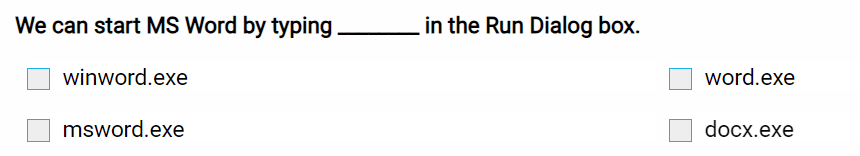 We can start MS Word by typing ________ in the Run Dialog box.
winword.exe
word.exe
msword.exe
docx.exe